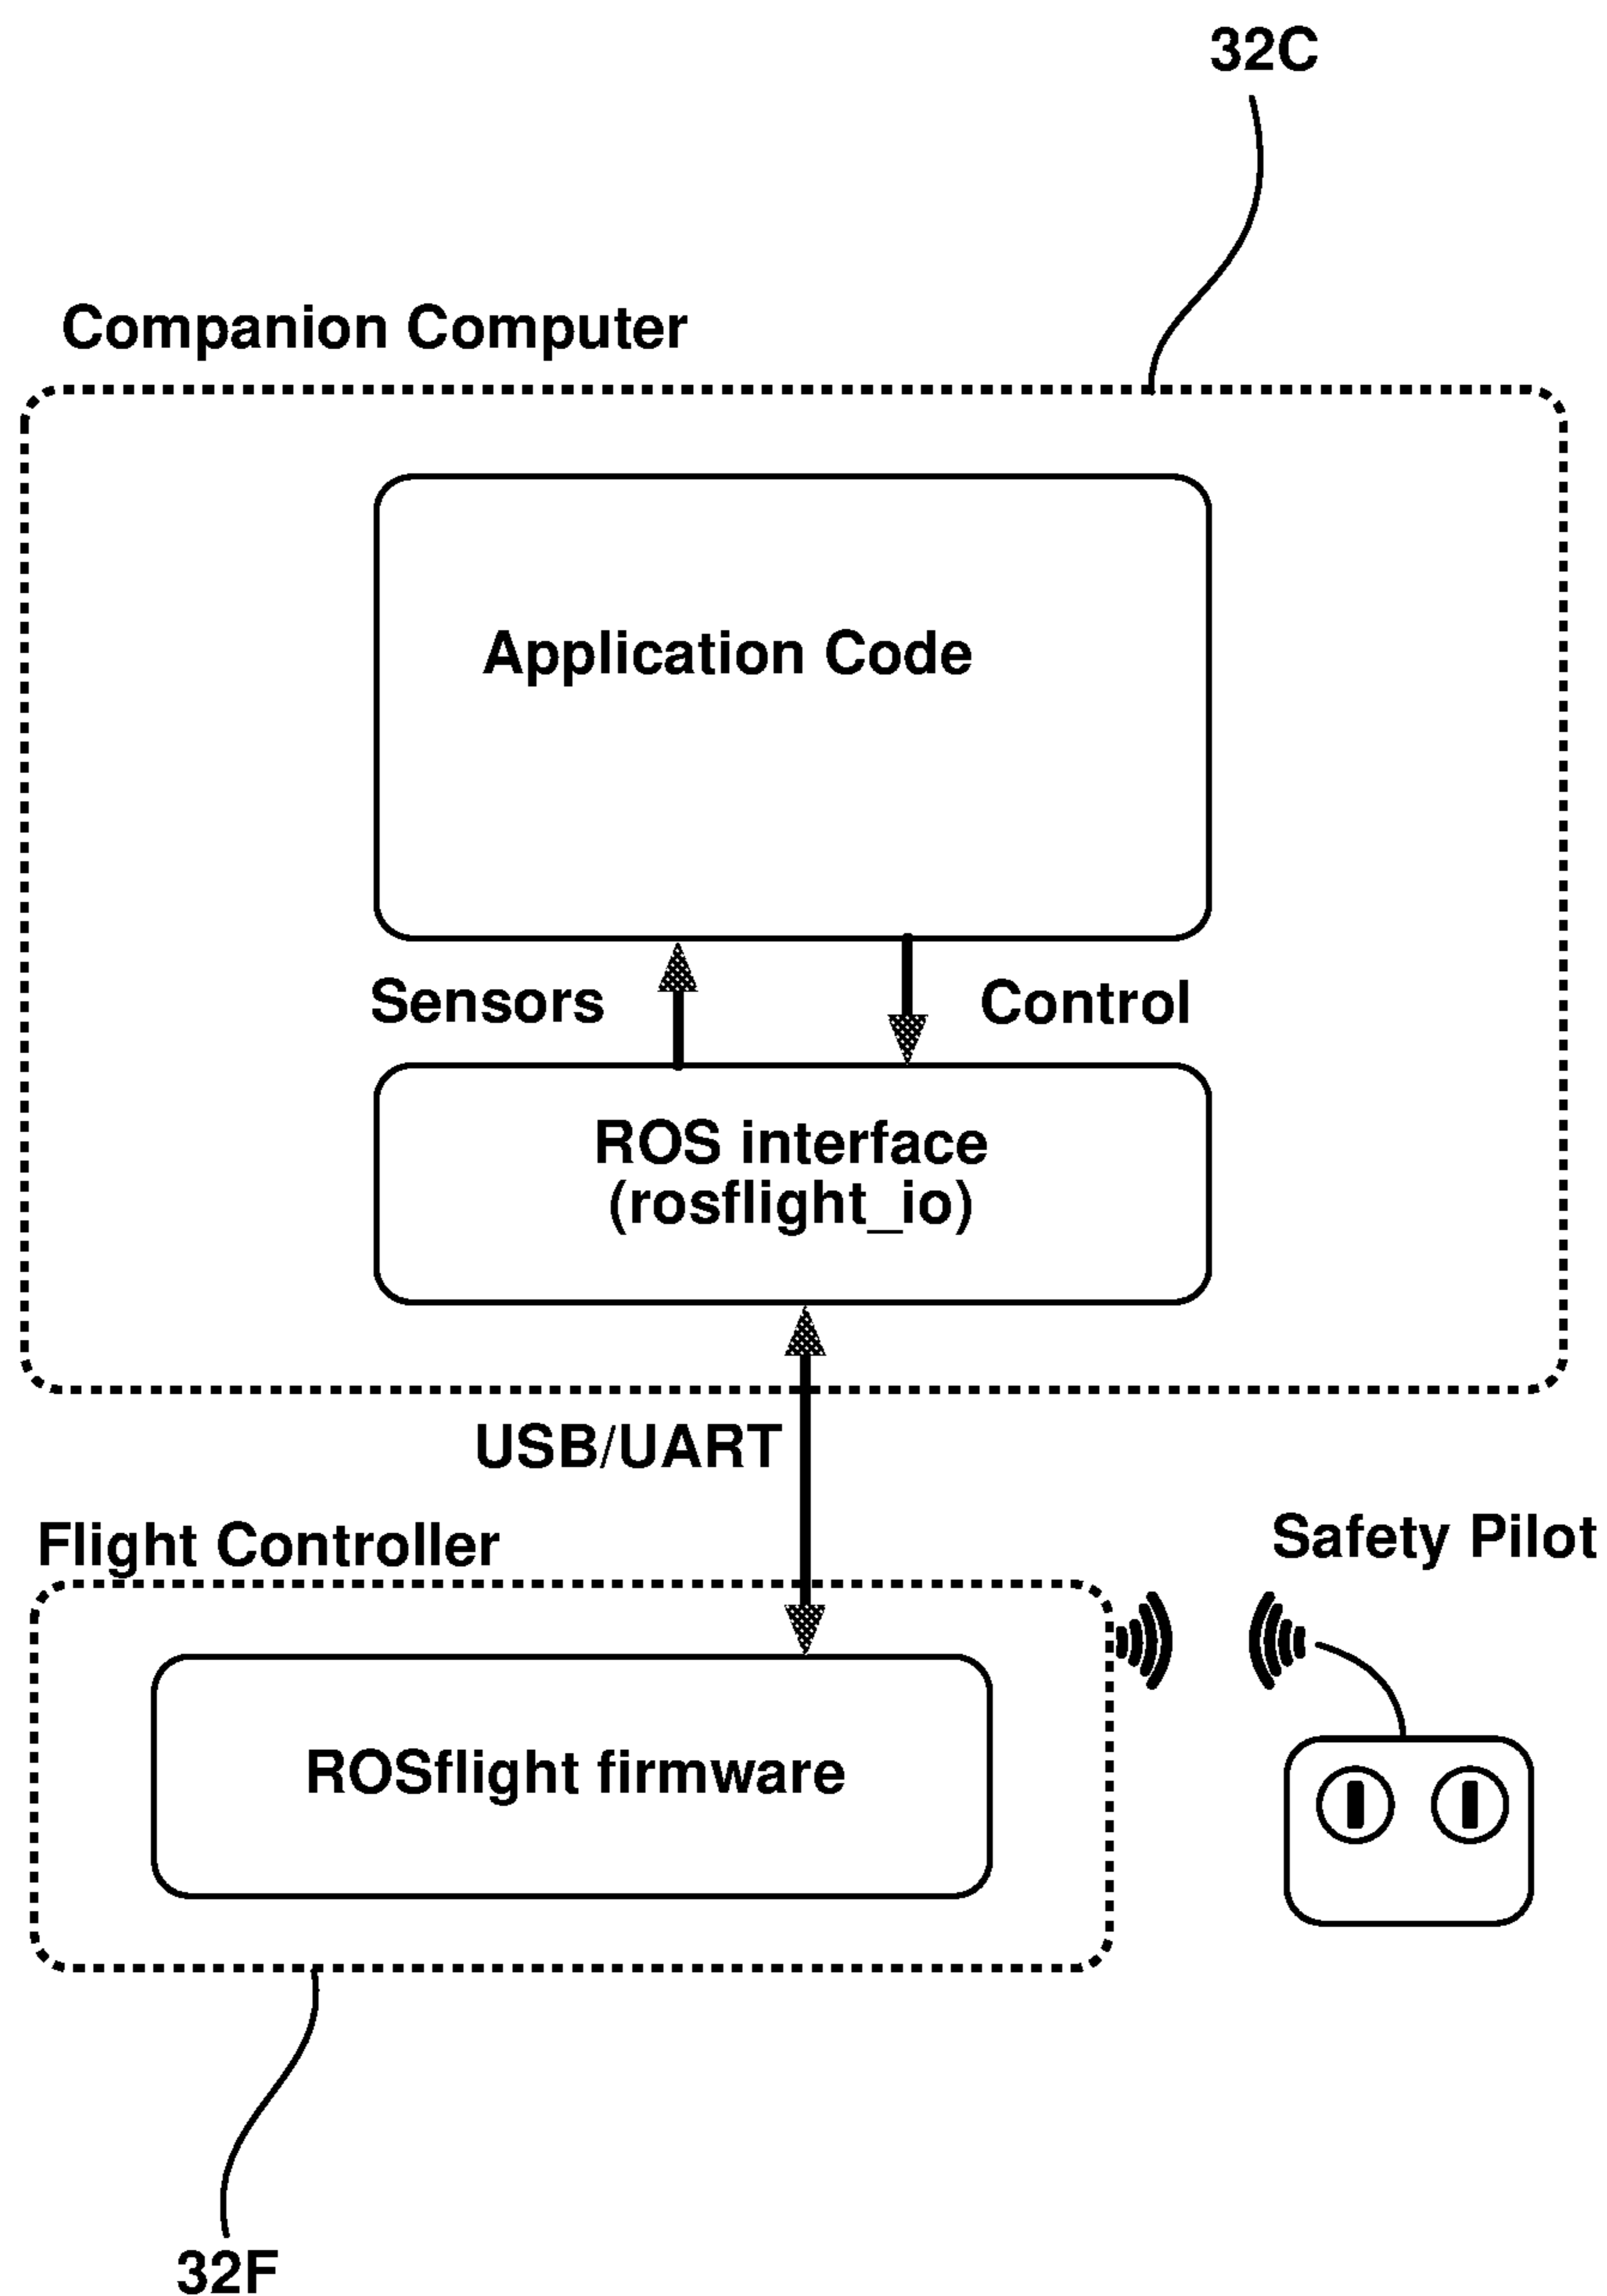 32C
Companion Computer
Application Code
Sensors
Control
ROS interface
(rosflight_io)
USB/UART
Flight Controller
Safety Pilot
ROSflight firmware
32F